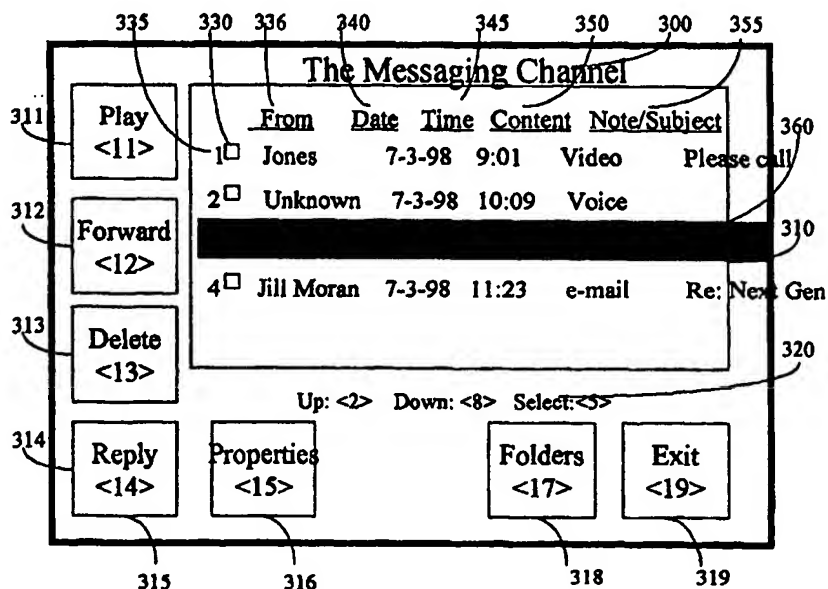 335 330 336 340 345 350 300 355
The Messaging Channel
311 Play <11>
From Date Time Content Note/Subject
360
1 Jones 7-3-98 9:01 Video Please call
2 Unknown 7-3-98 10:09 Voice
312 Forward <12>
310
4 Jill Moran 7-3-98 11:23 e-mail Re: Next Gen
313 Delete <13>
320
Up: <2> Down: <8> Select:<5>
314 Reply <14>
Properties <15>
Folders <17>
Exit <19>
315 316 318 319